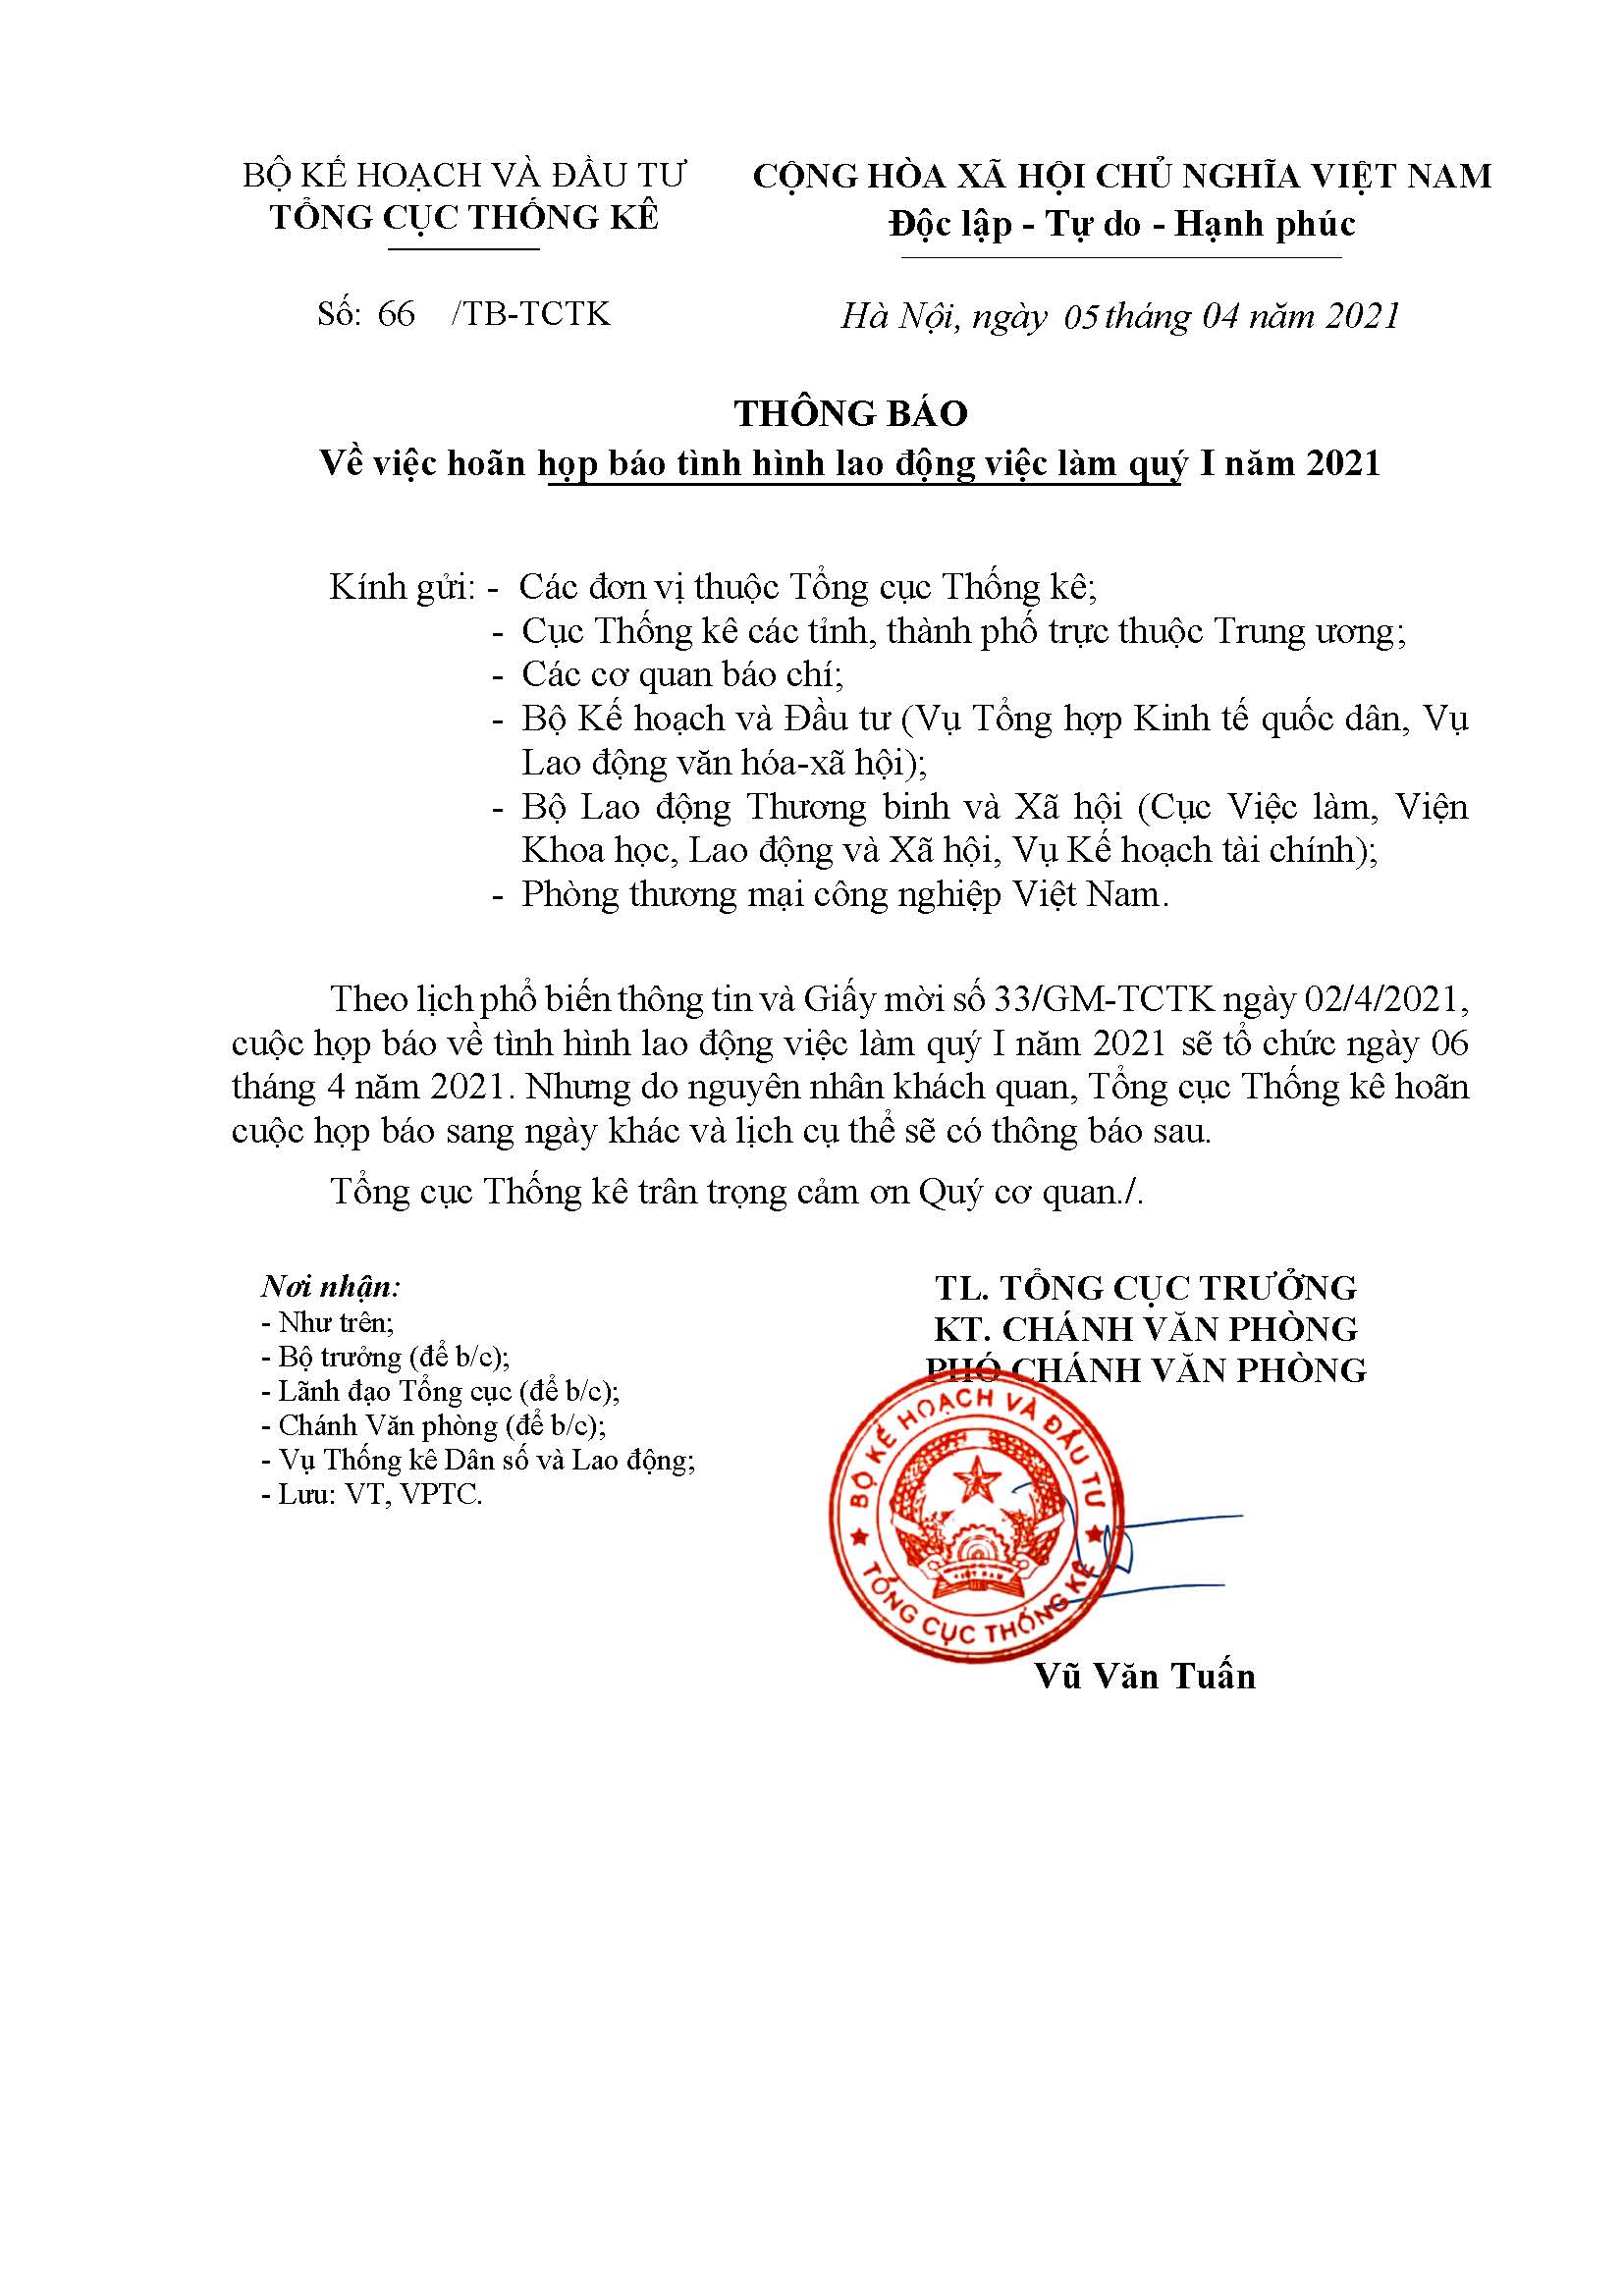 BỘ KẾ HOẠCH VÀ ĐẦU TƯ
TỔNG CỤC THỐNG KÊ
Số: 66 /TB-TCTK
CỘNG HÒA XÃ HỘI CHỦ NGHĨA VIỆT NAM
Độc lập - Tự do - Hạnh phúc
Hà Nội, ngày 05 tháng 04 năm 2021
THÔNG BÁO
Về việc hoãn họp báo tình hình lao động việc làm quý I năm 2021
Kính gửi: - Các đơn vị thuộc Tổng cục Thống kê;
- Cục Thống kê các tỉnh, thành phố trực thuộc Trung ương;
- Các cơ quan báo chí;
- Bộ Kế hoạch và Đầu tư (Vụ Tổng hợp Kinh tế quốc dân, Vụ
Lao động văn hóa-xã hội);
- Bộ Lao động Thương binh và Xã hội (Cục Việc làm, Viện
Khoa học, Lao động và Xã hội, Vụ Kế hoạch tài chính);
- Phòng thương mại công nghiệp Việt Nam.
Theo lịch phổ biến thông tin và Giấy mời số 33/GM-TCTK ngày 02/4/2021,
cuộc họp báo về tình hình lao động việc làm quý I năm 2021 sẽ tổ chức ngày 06
tháng 4 năm 2021. Nhưng do nguyên nhân khách quan, Tổng cục Thống kê hoãn
cuộc họp báo sang ngày khác và lịch cụ thể sẽ có thông báo sau.
Tổng cục Thống kê trân trọng cảm ơn Quý cơ quan./.
Nơi nhận:
- Như trên;
- Bộ trưởng (để b/c);
- Lãnh đạo Tổng cục (để b/c);
- Chánh Văn phòng (để b/c);
- Vụ Thống kê Dân số và Lao động;
- Lưu: VT, VPTC.
TL. TỔNG CỤC TRƯỞNG
KT. CHÁNH VĂN PHÒNG
PHÓ CHÁNH VĂN PHÒNG
BỘ KẾ HOẠCH VÀ ĐẦU TƯ
VIỆT NAM
TỔNG CỤC THỐNG KÊ
Vũ Văn Tuấn